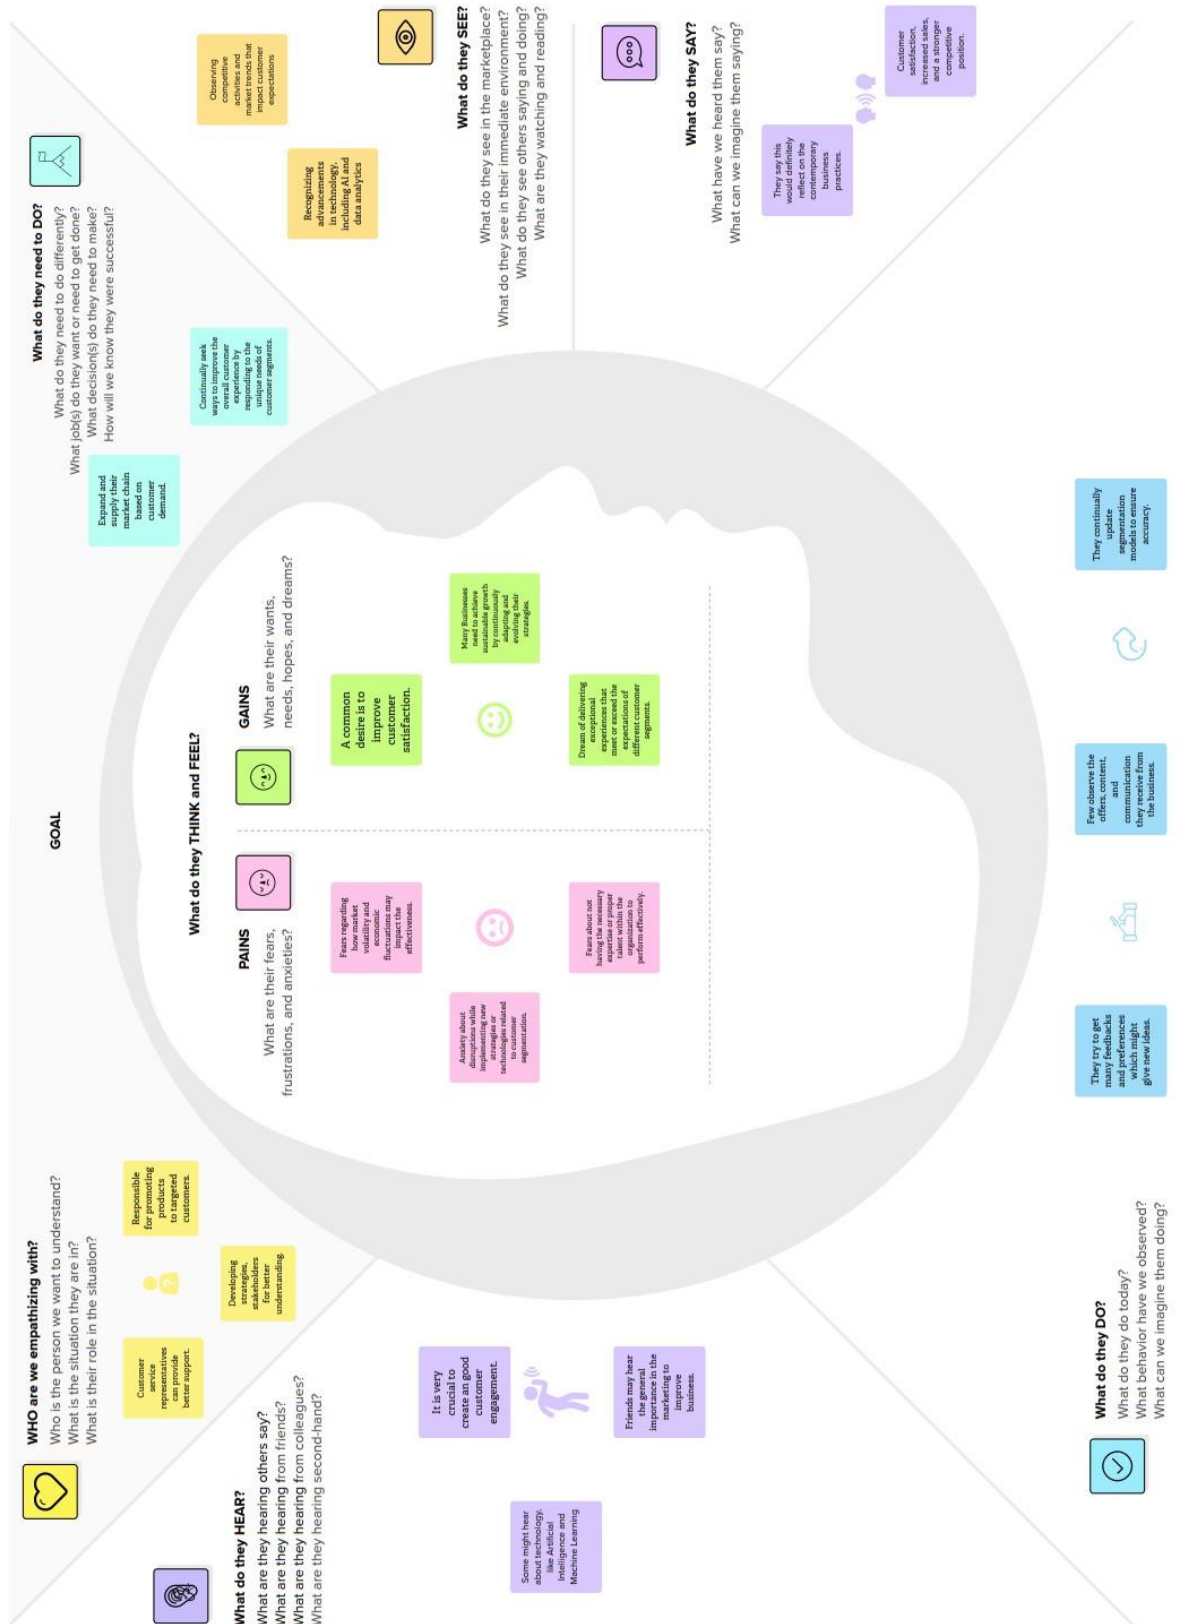 WHO are we empathizing with?
Who is the person we want to understand?
What is the situation they are in?
What is their role in the situation?
Customer
service
representatives
can provide
better support.
Developing
strategies,
stakeholders
for better
understanding.
Responsible
for promoting
products
to targeted
customers.
GOAL
What do they need to DO?
What do they need to do differently?
What job(s) do they want or need to get done?
What decision(s) do they need to make?
How will we know they were successful?
Expand and
supply their
market chain
based on
customer
demand.
Continually seek
ways to improve the
overall customer
experience by
responding to the
unique needs of
customer segments.
What do they SEE?
What do they see in the marketplace?
What do they see in their immediate environment?
What do they see others saying and doing?
What are they watching and reading?
Recognizing
advancements
in technology,
including AI and
data analytics
Observing
competitive
activities and
market trends that
impact customer
expectations
What do they SAY?
What have we heard them say?
What can we imagine them saying?
They say this
would definitely
reflect on the
contemporary
business
practices.
Customer
satisfaction,
increased sales,
and a stronger
competitive
position.
What do they DO?
What do they do today?
What behavior have we observed?
What can we imagine them doing?
They try to get
many feedbacks
and preferences
which might
give new ideas.
Few observe the
offers, content,
and
communication
they receive from
the business.
They continually
update
segmentation
models to ensure
accuracy.
What do they HEAR?
What are they hearing others say?
What are they hearing from friends?
What are they hearing from colleagues?
What are they hearing second-hand?
It is very
crucial to
create an good
customer
engagement.
Some might hear
about technology,
like Artificial
Intelligence and
Machine Learning
Friends may hear
the general
importance in the
marketing to
improve
business.
What do they THINK and FEEL?
PAINS
What are their fears,
frustrations, and anxieties?
Fears regarding
how market
volatility and
economic
fluctuations may
impact the
effectiveness.
Anxiety about
disruptions while
implementing new
strategies or
technologies related
to customer
segmentation.
Fears about not
having the necessary
expertise or proper
talent within the
organization to
perform effectively.
GAINS
What are their wants,
needs, hopes, and dreams?
A common
desire is to
improve
customer
satisfaction.
Many Businesses
need to achieve
sustainable growth
by continuously
adapting and
evolving their
strategies.
Dream of delivering
exceptional
experiences that
meet or exceed the
expectations of
different customer
segments.